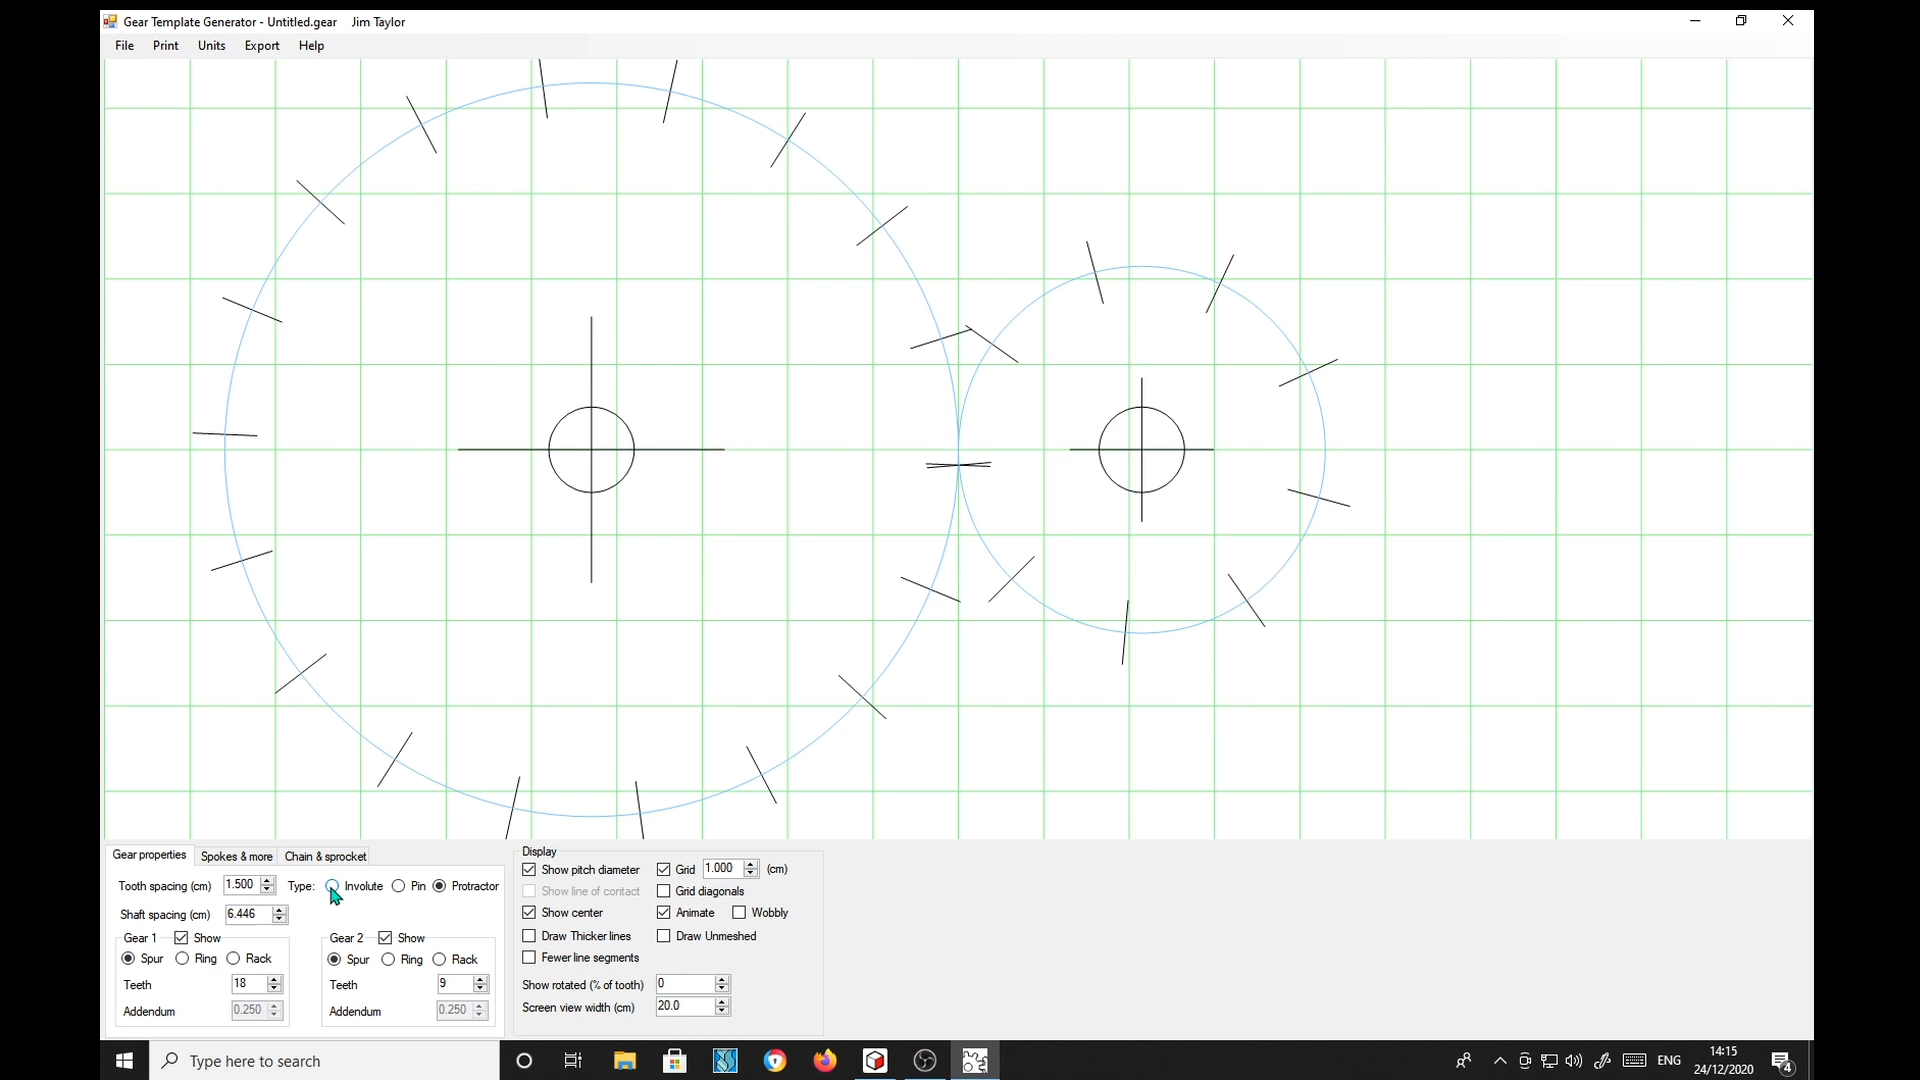 Gear Template Generator - Untitled.gear    Jim Taylor
File Print Units Export Help
Gear properties Spokes & more Chain & sprocket
Tooth spacing (cm) 1.500 Type: Involute Pin Protractor
Shaft spacing (cm) 6.446
Gear 1 Show Gear 2 Show
Spur Ring Rack Spur Ring Rack
Teeth 18 Teeth 9
Addendum 0.250 Addendum 0.250
Display
Show pitch diameter Grid 1.000 (cm)
Show line of contact Grid diagonals
Show center Animate Wobbly
Draw Thicker lines Draw Unmeshed
Fewer line segments
Show rotated (% of tooth) 0
Screen view width (cm) 20.0
Type here to search
ENG
14:15
24/12/2020
4